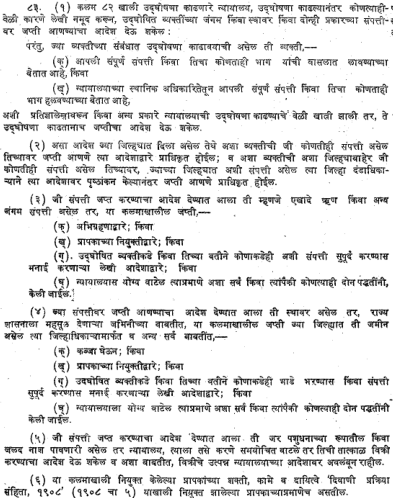 ८३. (१) कलम ८२ खाली उद्घोषणा काढणारे न्यायालय, उद्घोषणा काढल्यानंतर कोणत्याही
वेळी कारणे लेखी नमूद करून, उद्घोषित व्यक्तीच्या जंगम किंवा स्थावर किंवा दोन्ही प्रकारच्या संपत्ती-
वर जप्ती आणण्याचा आदेश देऊ शकेल :
परंतु, ज्या व्यक्तीच्या संबंधात उद्घोषणा काढावयाची असेल ती व्यक्ती,—
(क) आपली संपूर्ण संपत्ती किंवा तिचा कोणताही भाग यांची वासलात लावण्याच्या
बेतात आहे, किंवा
(ख) न्यायालयाच्या स्थानिक अधिकारितेतून आपली संपूर्ण संपत्ती किंवा तिचा कोणताही
भाग हलवण्याच्या बेतात आहे,
अशी प्रतिज्ञालेखावरून किंवा अन्य प्रकारे न्यायालयाची उद्घोषणा काढण्याचे वेळी खात्री झाली तर, ते
उद्घोषणा काढतानाच जप्तीचा आदेश देऊ शकेल.
(२) असा आदेश ज्या जिल्ह्यात दिला असेल तेथे अशा व्यक्तीची जी कोणतीही संपत्ती असेल
तिच्यावर जप्ती आणणे त्या आदेशाद्वारे प्राधिकृत होईल; व अशा व्यक्तीची अशा जिल्ह्याबाहेर जी
कोणतीही संपत्ती असेल तिच्यावर, ज्याच्या जिल्ह्यात अशी संपत्ती असेल त्या जिल्हा दंडाधिका-
ऱ्याने त्या आदेशावर पृष्ठांकन केल्यानंतर जप्ती आणणे प्राधिकृत होईल.
(३) जी संपत्ती जप्त करण्याचा आदेश देण्यात आला ती म्हणजे एखादे ऋण किंवा अन्य
जंगम संपत्ती असेल तर, या कलमाखालील जप्ती,—
(क) अभिग्रहणाद्वारे; किंवा
(ख) प्रापकाच्या नियुक्तीद्वारे; किंवा
(ग) उद्घोषित व्यक्तीकडे किंवा तिच्या वतीने कोणाकडेही अशी संपत्ती सुपूर्द करण्यास
मनाई करणाऱ्या लेखी आदेशाद्वारे; किंवा
(घ) न्यायालयास योग्य वाटेल त्याप्रमाणे अशा सर्व किंवा त्यांपैकी कोणत्याही दोन पद्धतींनी,
केली जाईल.
(४) ज्या संपत्तीवर जप्ती आणण्याचा आदेश देण्यात आला ती स्थावर असेल तर, राज्य
शासनाला महसूल देणाऱ्या जमिनीच्या बाबतीत, या कलमाखालील जप्ती ज्या जिल्ह्यात ती जमीन
असेल त्या जिल्हाधिकाऱ्यामार्फत व अन्य सर्व बाबतींत,—
(क) कब्जा घेऊन; किंवा
(ख) प्रापकाच्या नियुक्तीद्वारे; किंवा
(ग) उद्घोषित व्यक्तीकडे किंवा तिच्या वतीने कोणाकडेही भाडे भरण्यास किंवा संपत्ती
सुपूर्द करण्यास मनाई करणाऱ्या लेखी आदेशाद्वारे; किंवा
(घ) न्यायालयाला योग्य वाटेल त्याप्रमाणे अशा सर्व किंवा त्यांपैकी कोणत्याही दोन पद्धतींनी
केली जाईल.
(५) जी संपत्ती जप्त करण्याचा आदेश देण्यात आला ती जर पशुधनाच्या रूपातील किंवा
जलद नाश पावणारी असेल तर न्यायालय, त्याला तसे करणे समयोचित वाटले तर तिची तात्काळ विक्री
करण्याचा आदेश देऊ शकेल व अशा बाबतीत, विक्रीचे उत्पन्न न्यायालयाच्या आदेशावर अवलंबून राहील.
(६) या कलमाखाली नियुक्त केलेल्या प्रापकाच्या शक्ती, कामे व दायित्वे दिवाणी प्रक्रिया
संहिता, १९०८ (१९०८ चा ५) याखाली नियुक्त झालेल्या प्रापकाच्याप्रमाणेच असतील.